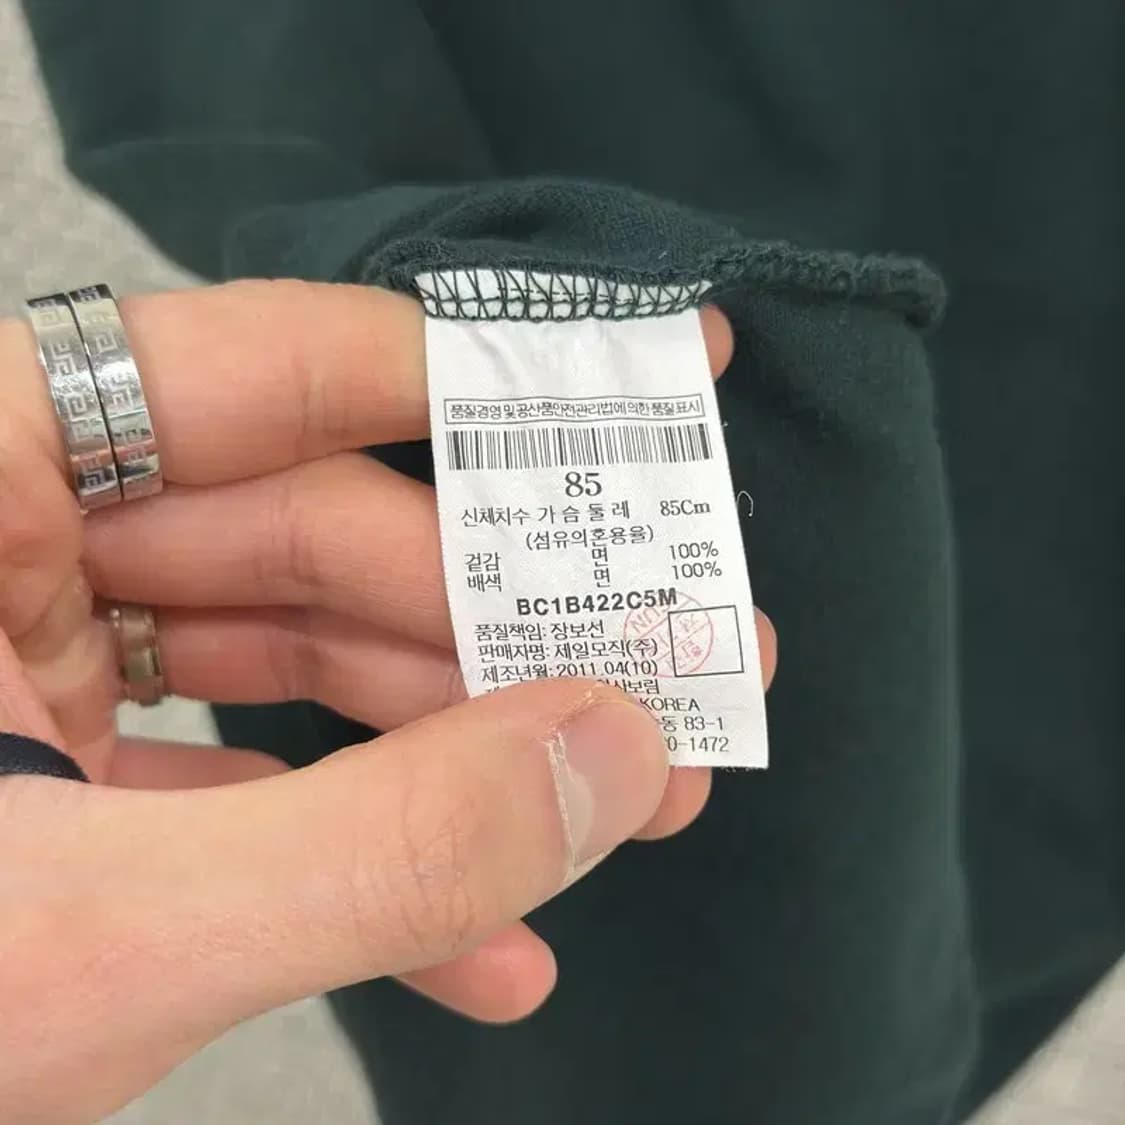 품질경영및공산품안전관리법에의한품질표시
85
신체치수 가 슴 둘 레 85Cm
(섬유의혼용율)
겉감 면 100%
배색 면 100%
BC1B422C5M
품질책임: 장보선
판매자명: 제일모직(주)
제조년월: 2011.04(10)
KOREA
동 83-1
0-1472